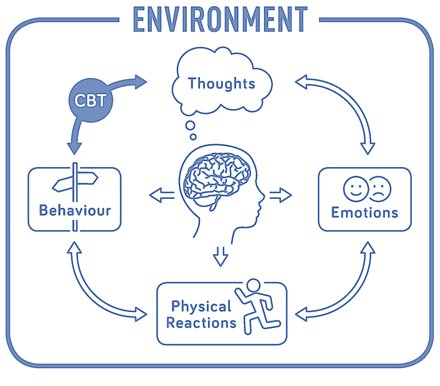 ENVIRONMENT
Thoughts
CBT
Behaviour
Emotions
Physical
Reactions